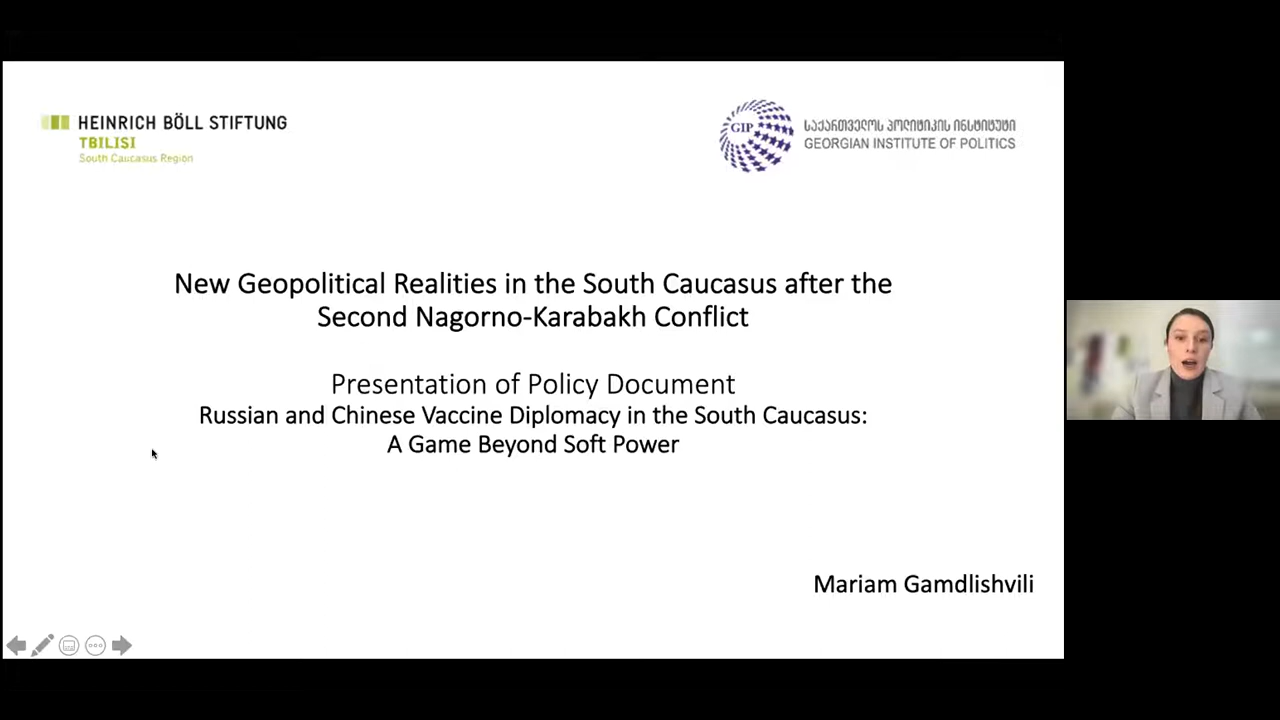 HEINRICH BÖLL STIFTUNG
TBILISI
South Caucasus Region
GIP
საქართველოს პოლიტიკის ინსტიტუტი
GEORGIAN INSTITUTE OF POLITICS
New Geopolitical Realities in the South Caucasus after the
Second Nagorno-Karabakh Conflict
Presentation of Policy Document
Russian and Chinese Vaccine Diplomacy in the South Caucasus:
A Game Beyond Soft Power
Mariam Gamdlishvili